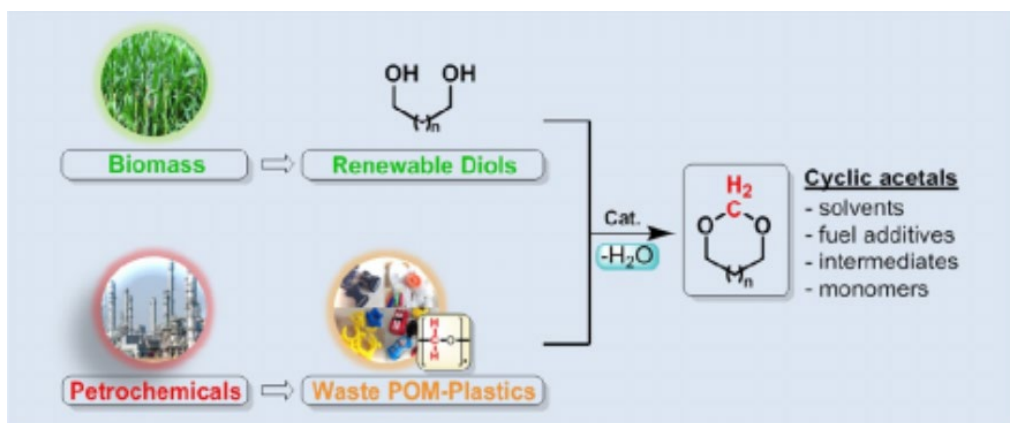 OH OH
( )n
Biomass
Renewable Diols
Cat.
-H₂O
H₂
C
O O
( )n
Cyclic acetals
- solvents
- fuel additives
- intermediates
- monomers
H
C O
H
Petrochemicals
Waste POM-Plastics